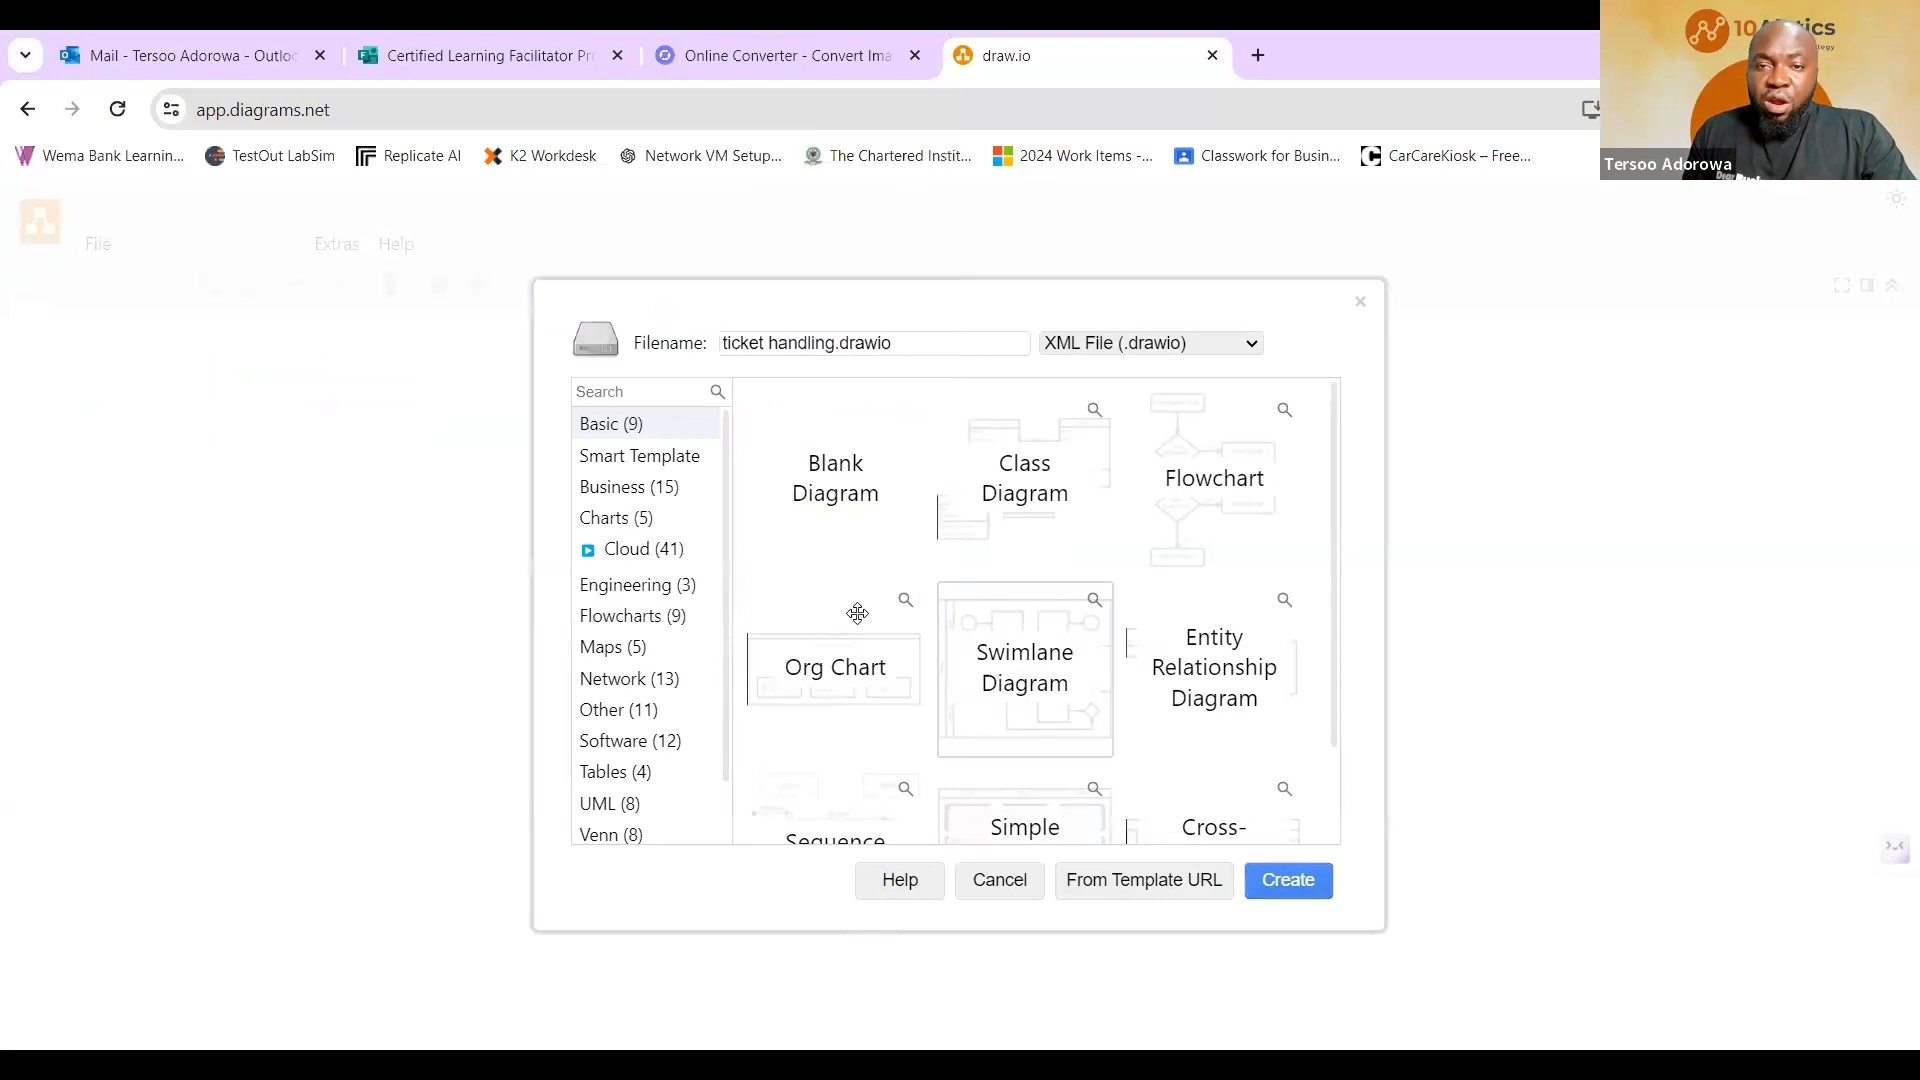 Mail - Tersoo Adorowa - Outloo
Certified Learning Facilitator Pr
Online Converter - Convert Ima
draw.io
app.diagrams.net
Wema Bank Learnin...
TestOut LabSim
Replicate AI
K2 Workdesk
Network VM Setup...
The Chartered Instit...
2024 Work Items -...
Classwork for Busin...
CarCareKiosk – Free...
Tersoo Adorowa
File
Extras
Help
Filename:
ticket handling.drawio
XML File (.drawio)
Search
Basic (9)
Smart Template
Business (15)
Charts (5)
Cloud (41)
Engineering (3)
Flowcharts (9)
Maps (5)
Network (13)
Other (11)
Software (12)
Tables (4)
UML (8)
Venn (8)
Blank
Diagram
Class
Diagram
Flowchart
Org Chart
Swimlane
Diagram
Entity
Relationship
Diagram
Sequence
Simple
Cross-
Help
Cancel
From Template URL
Create